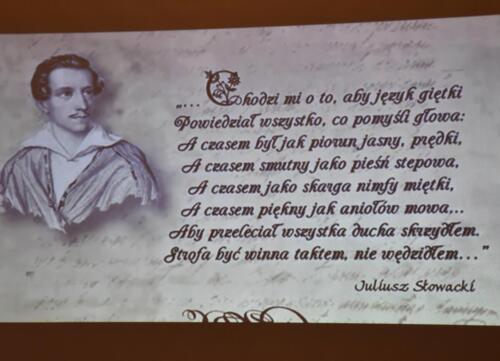 „... Chodzi mi o to, aby język giętki
Powiedział wszystko, co pomyśli głowa:
A czasem był jak piorun jasny, prędki,
A czasem smutny jako pieśń stepowa,
A czasem jako skarga nimfy miętki,
A czasem piękny jak aniołów mowa,..
Aby przeleciał wszystka ducha skrzydłem.
Strofa być winna taktem, nie wędzidłem...”
Juliusz Słowacki